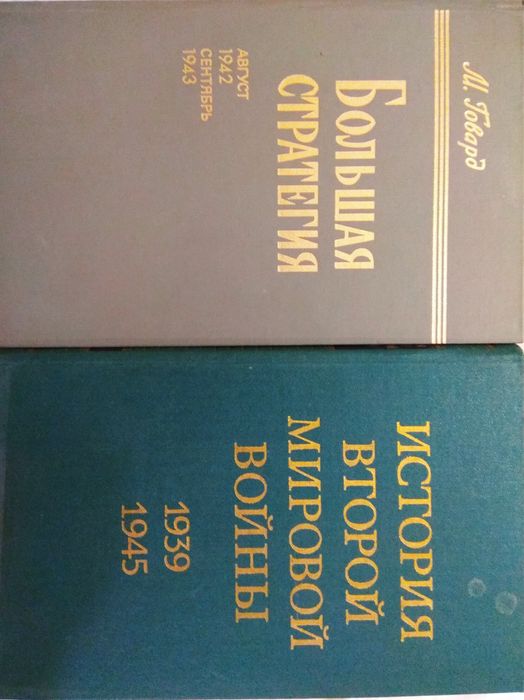 М. Говард
БОЛЬШАЯ
СТРАТЕГИЯ
АВГУСТ
1942
СЕНТЯБРЬ
1943
ИСТОРИЯ
ВТОРОЙ
МИРОВОЙ
ВОЙНЫ
1939
1945